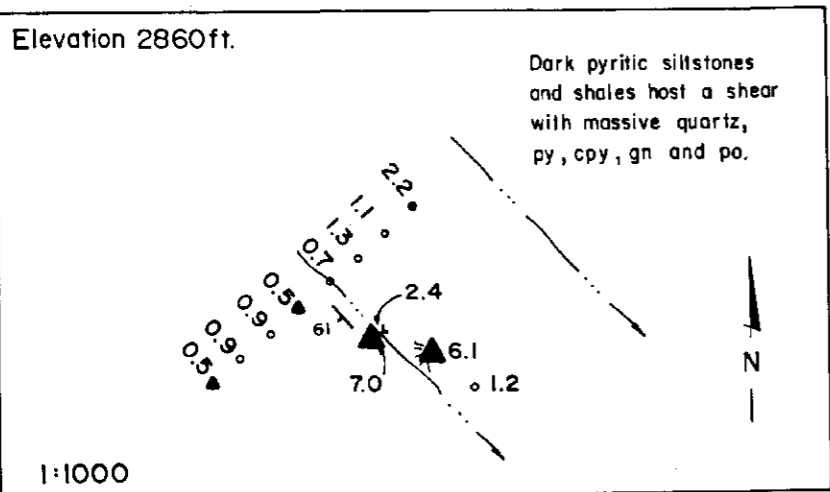 Elevation 2860ft.
Dark pyritic siltstones
and shales host a shear
with massive quartz,
py, cpy, gn and po.
2.2
1.1
1.3
0.7
0.5
0.9
0.9
0.5
61
2.4
7.0
6.1
1.2
N
1:1000